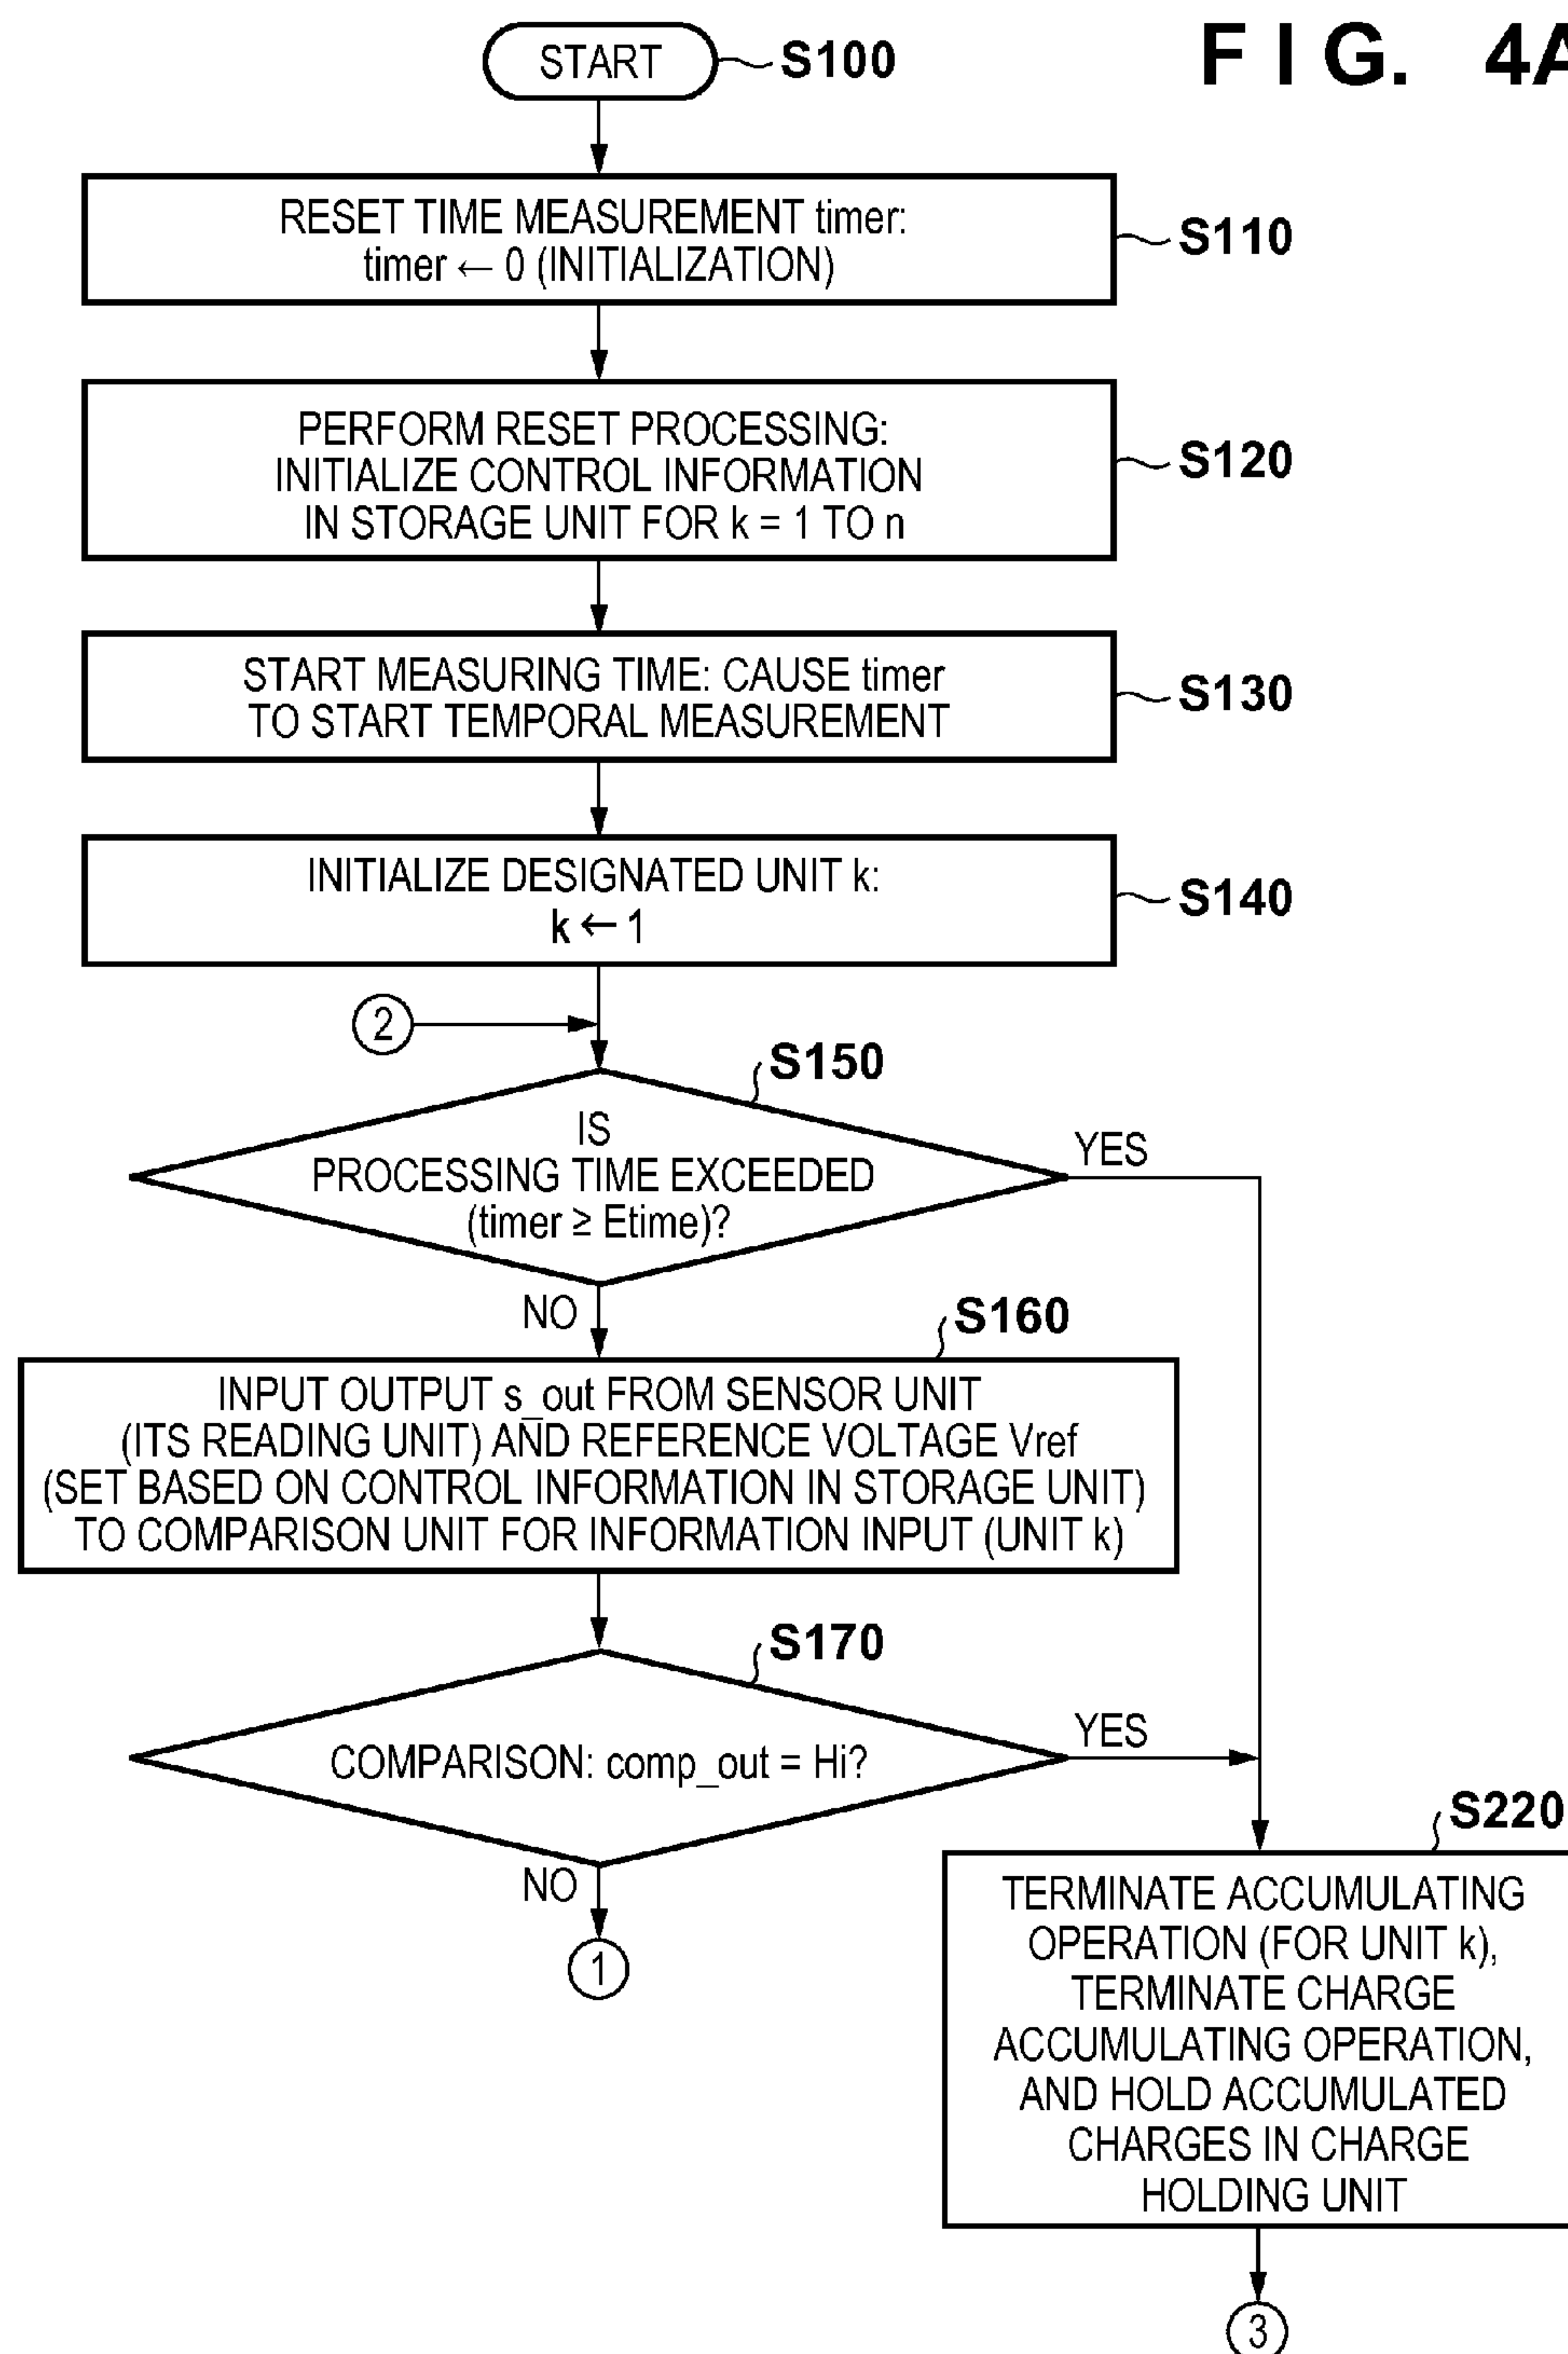 FIG. 4A
START
S100
RESET TIME MEASUREMENT timer:
timer ← 0 (INITIALIZATION)
S110
PERFORM RESET PROCESSING:
INITIALIZE CONTROL INFORMATION
IN STORAGE UNIT FOR k = 1 TO n
S120
START MEASURING TIME: CAUSE timer
TO START TEMPORAL MEASUREMENT
S130
INITIALIZE DESIGNATED UNIT k:
k ← 1
S140
2
S150
IS
PROCESSING TIME EXCEEDED
(timer ≥ Etime)?
YES
NO
S160
INPUT OUTPUT s_out FROM SENSOR UNIT
(ITS READING UNIT) AND REFERENCE VOLTAGE Vref
(SET BASED ON CONTROL INFORMATION IN STORAGE UNIT)
TO COMPARISON UNIT FOR INFORMATION INPUT (UNIT k)
S170
COMPARISON: comp_out = Hi?
YES
NO
1
S220
TERMINATE ACCUMULATING
OPERATION (FOR UNIT k),
TERMINATE CHARGE
ACCUMULATING OPERATION,
AND HOLD ACCUMULATED
CHARGES IN CHARGE
HOLDING UNIT
3